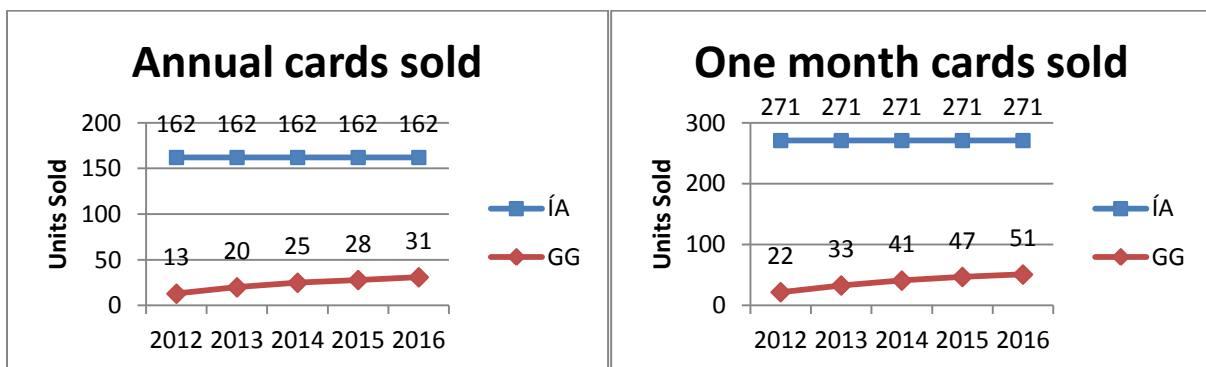 Annual cards sold
162 162 162 162 162
200
150
100
50
0
Units Sold
13 20 25 28 31
2012 2013 2014 2015 2016
ÍA
GG
One month cards sold
271 271 271 271 271
300
200
100
0
Units Sold
22 33 41 47 51
2012 2013 2014 2015 2016
ÍA
GG